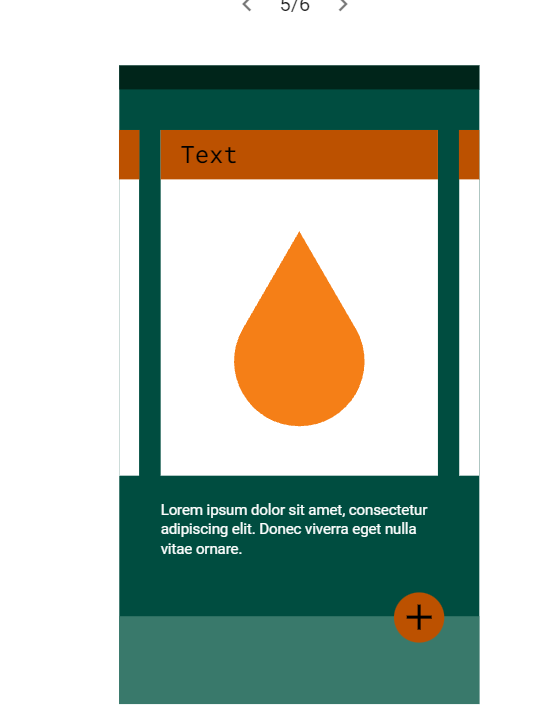 5/6
Text
Lorem ipsum dolor sit amet, consectetur
adipiscing elit. Donec viverra eget nulla
vitae ornare.